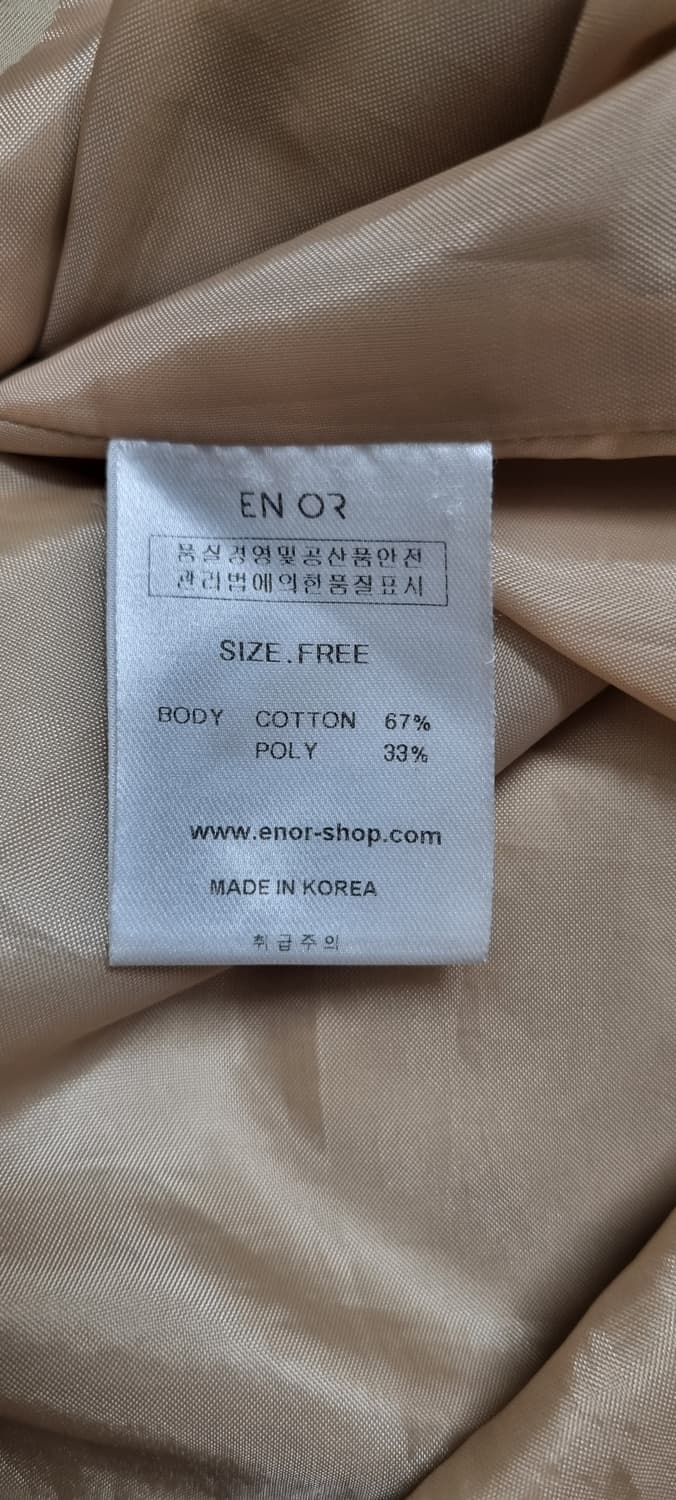 EN OR
품질경영및공산품안전
관리법에의한품질표시
SIZE.FREE
BODY COTTON 67%
POLY 33%
www.enor-shop.com
MADE IN KOREA
취급주의